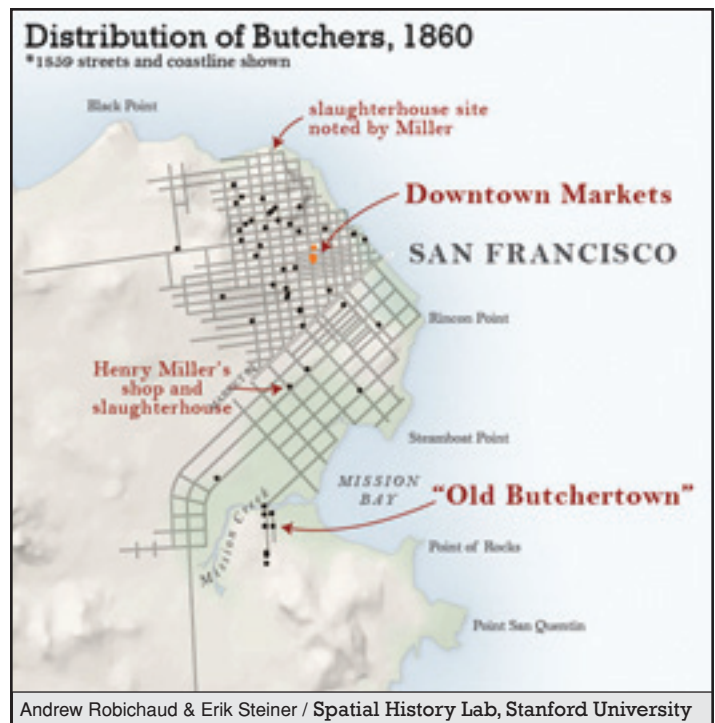 Distribution of Butchers, 1860
*1859 streets and coastline shown
Black Point
slaughterhouse site
noted by Miller
Downtown Markets
SAN FRANCISCO
Rincon Point
Henry Miller's
shop and
slaughterhouse
Steamboat Point
MISSION
BAY
"Old Butchertown"
Mission Creek
Point of Rocks
Point San Quentin
Andrew Robichaud & Erik Steiner / Spatial History Lab, Stanford University